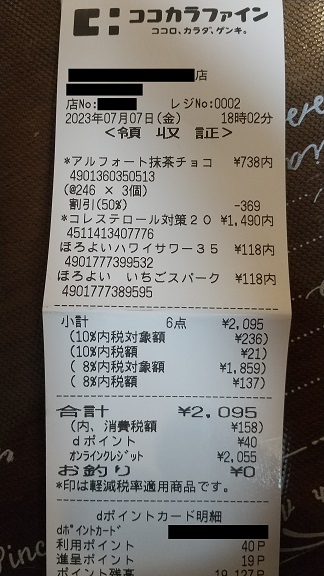 ココカラファイン
ココロ、カラダ、ゲンキ。
店
店No: レジNo:0002
2023年07月07日(金) 18時02分
<領 収 証>
*アルフォート抹茶チョコ ¥738内
4901360350513
(@246 × 3個)
割引(50%) -369
*コレステロール対策20 ¥1,490内
4511413407776
ほろよいハワイサワー35 ¥118内
4901777399532
ほろよい いちごスパーク ¥118内
4901777389595
小計 6点 ¥2,095
(10%内税対象額 ¥236)
(10%内税額 ¥21)
( 8%内税対象額 ¥1,859)
( 8%内税額 ¥137)
合計 ¥2,095
(内、消費税額 ¥158)
dポイント ¥40
オンラインクレジット ¥2,055
お釣り ¥0
*印は軽減税率適用商品です。
dポイントカード明細
dポイントカード
利用ポイント 40P
進呈ポイント 19P
ポイント残高 19,127P